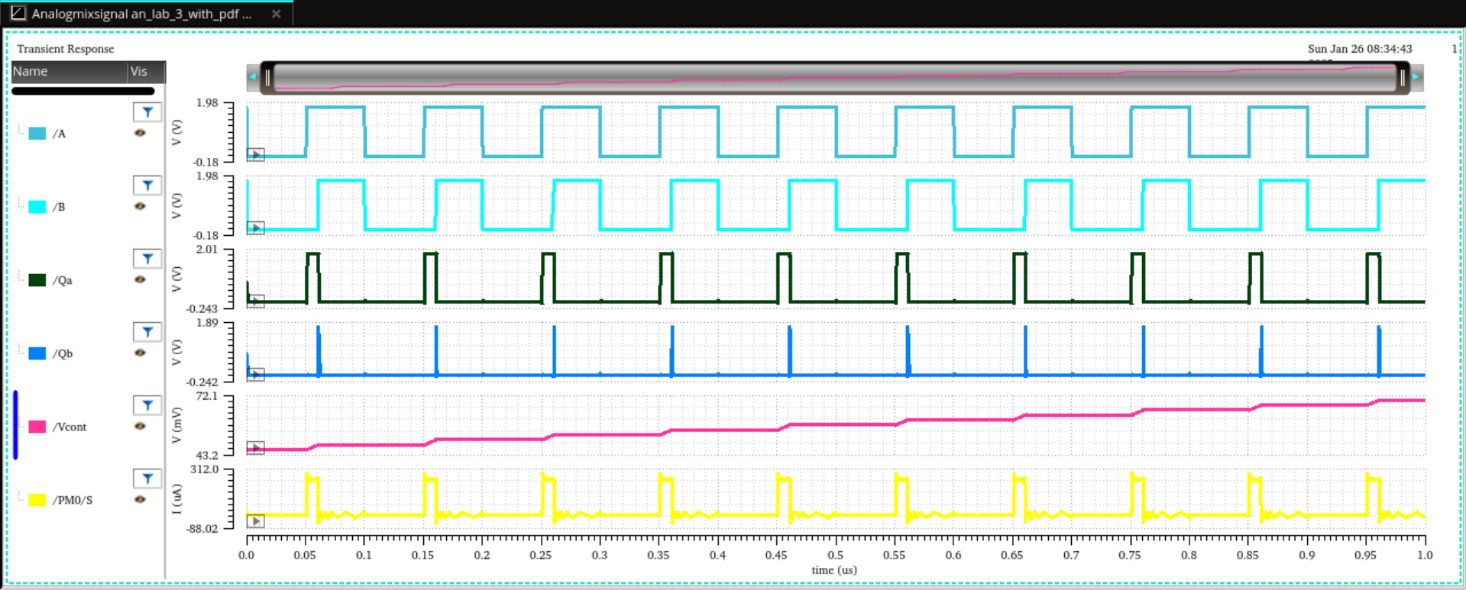 Analogmixsignal an_lab_3_with_pdf ... ×
Transient Response
Sun Jan 26 08:34:43 1
Name Vis
/A
V (V)
1.98
-0.18
/B
V (V)
1.98
-0.18
/Qa
V (V)
2.01
-0.243
/Qb
V (V)
1.89
-0.242
/Vcont
V (mV)
72.1
43.2
/PM0/S
I (uA)
312.0
-88.02
0.0 0.05 0.1 0.15 0.2 0.25 0.3 0.35 0.4 0.45 0.5 0.55 0.6 0.65 0.7 0.75 0.8 0.85 0.9 0.95 1.0
time (us)